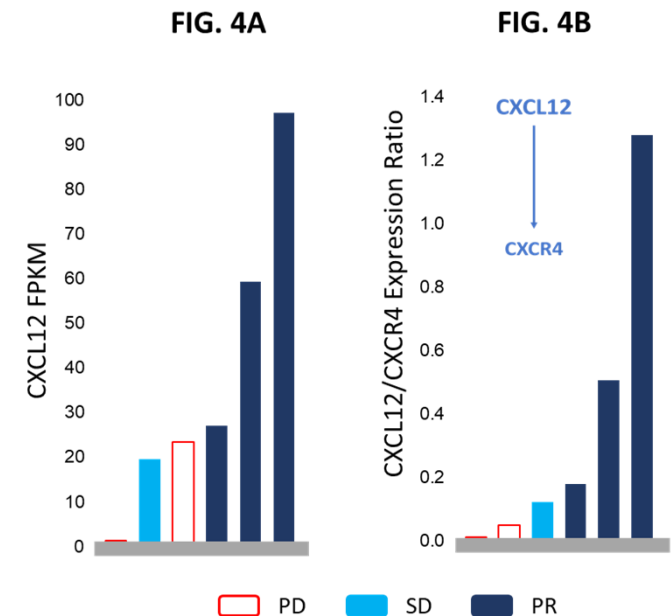 FIG. 4A
CXCL12 FPKM
100
90
80
70
60
50
40
30
20
10
0
FIG. 4B
CXCL12/CXCR4 Expression Ratio
1.4
1.2
1.0
0.8
0.6
0.4
0.2
0.0
CXCL12
CXCR4
PD SD PR